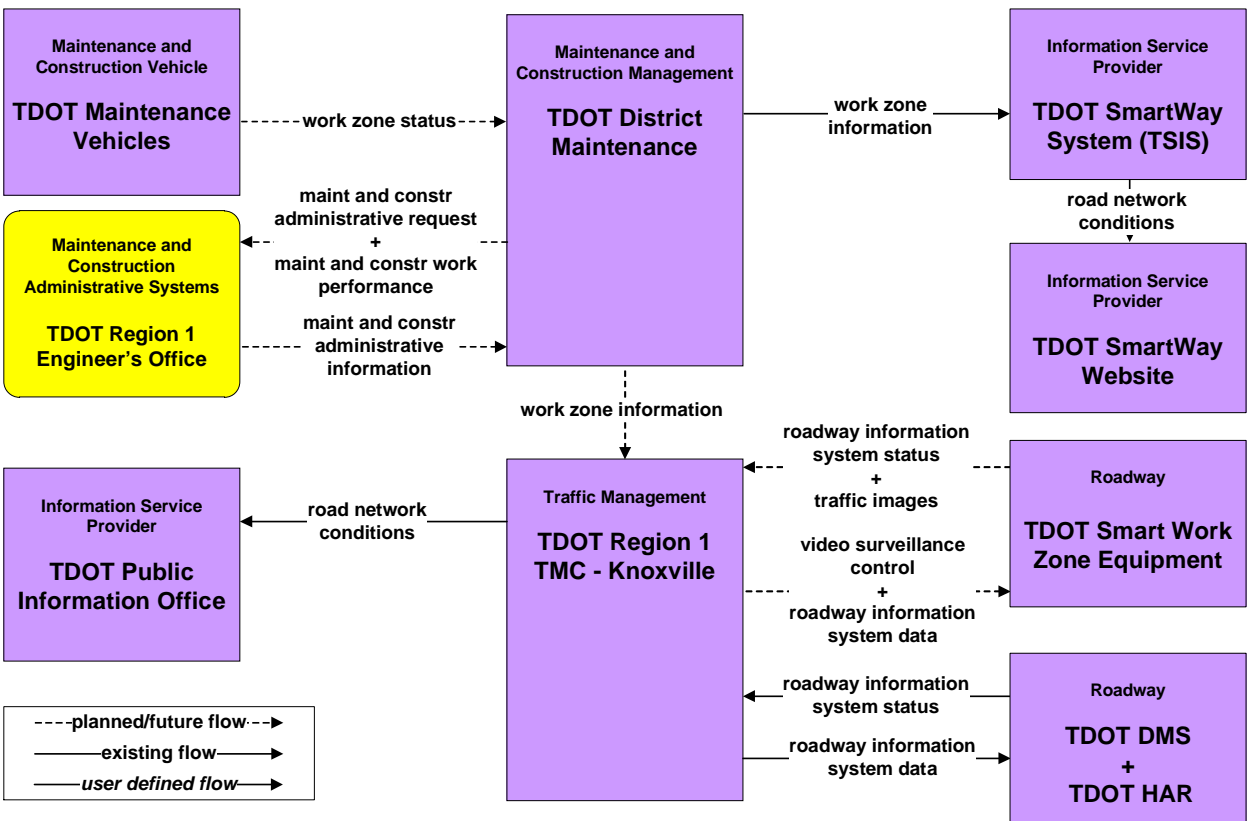 Maintenance and
Construction Vehicle
TDOT Maintenance
Vehicles
work zone status
Maintenance and
Construction Management
TDOT District
Maintenance
work zone
information
Information Service
Provider
TDOT SmartWay
System (TSIS)
road network
conditions
Information Service
Provider
TDOT SmartWay
Website
maint and constr
administrative request
+
maint and constr work
performance
Maintenance and
Construction
Administrative Systems
TDOT Region 1
Engineer's Office
maint and constr
administrative
information
work zone information
Information Service
Provider
TDOT Public
Information Office
road network
conditions
Traffic Management
TDOT Region 1
TMC - Knoxville
roadway information
system status
+
traffic images
video surveillance
control
+
roadway information
system data
Roadway
TDOT Smart Work
Zone Equipment
roadway information
system status
roadway information
system data
Roadway
TDOT DMS
+
TDOT HAR
planned/future flow
existing flow
user defined flow